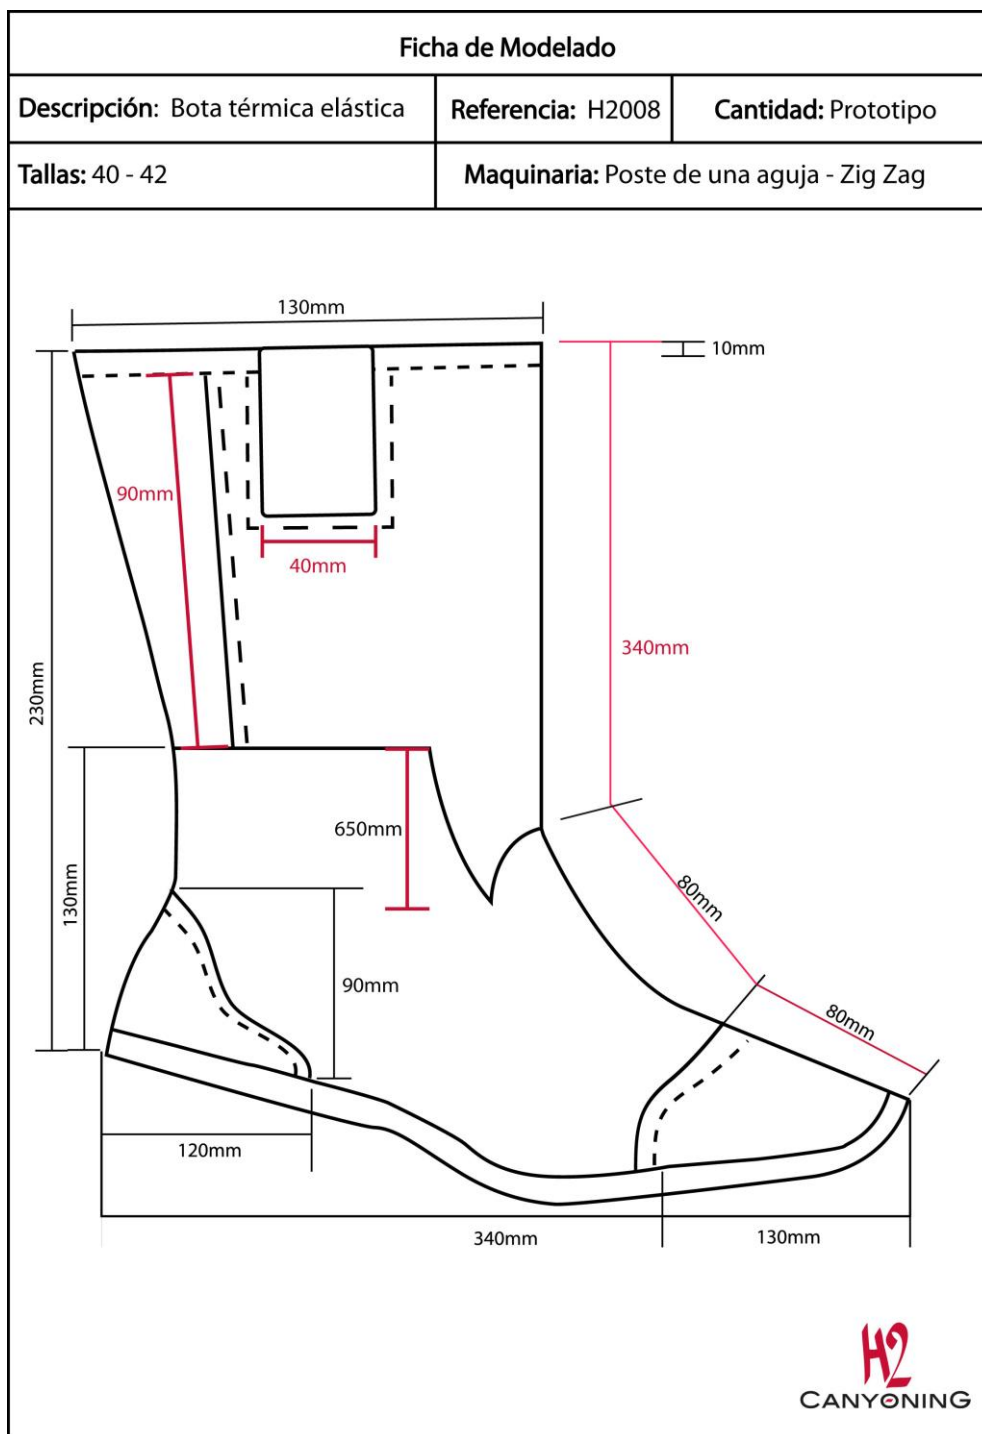 Ficha de Modelado
Descripción: Bota térmica elástica
Referencia: H2008
Cantidad: Prototipo
Tallas: 40 - 42
Maquinaria: Poste de una aguja - Zig Zag
130mm
10mm
90mm
40mm
340mm
230mm
650mm
130mm
80mm
90mm
80mm
120mm
340mm
130mm
H2
CANYONING